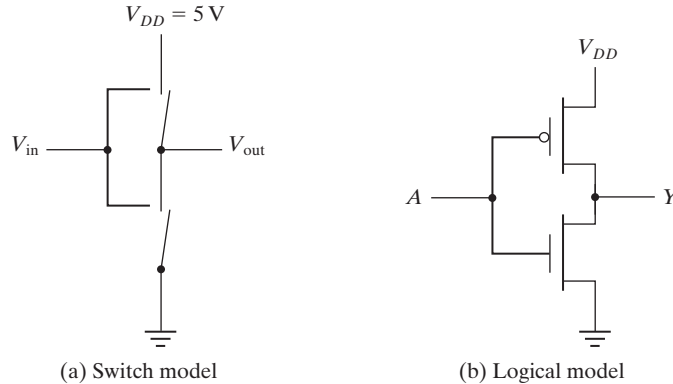 V_DD = 5 V
V_in
V_out
(a) Switch model
V_DD
A
Y
(b) Logical model